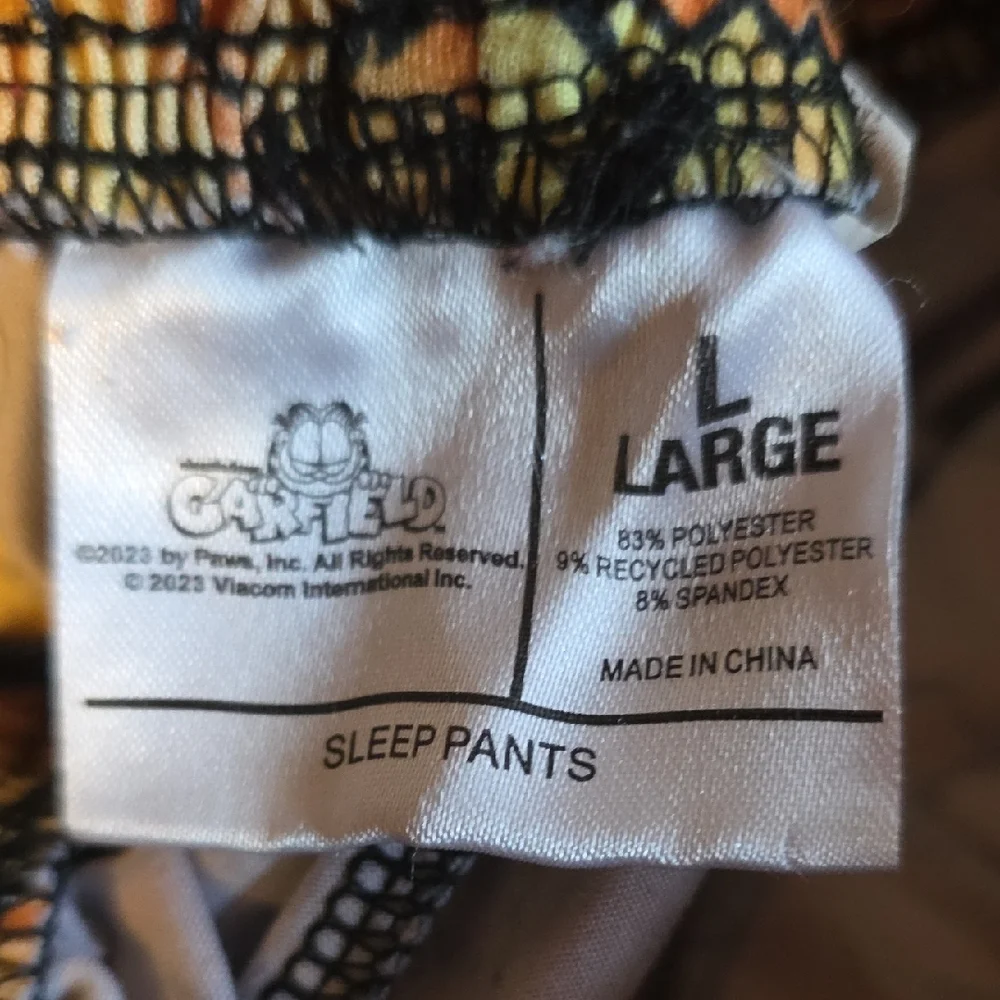 GARFIELD
©2023 by Paws, Inc. All Rights Reserved.
© 2023 Viacom International Inc.
L
LARGE
83% POLYESTER
9% RECYCLED POLYESTER
8% SPANDEX
MADE IN CHINA
SLEEP PANTS